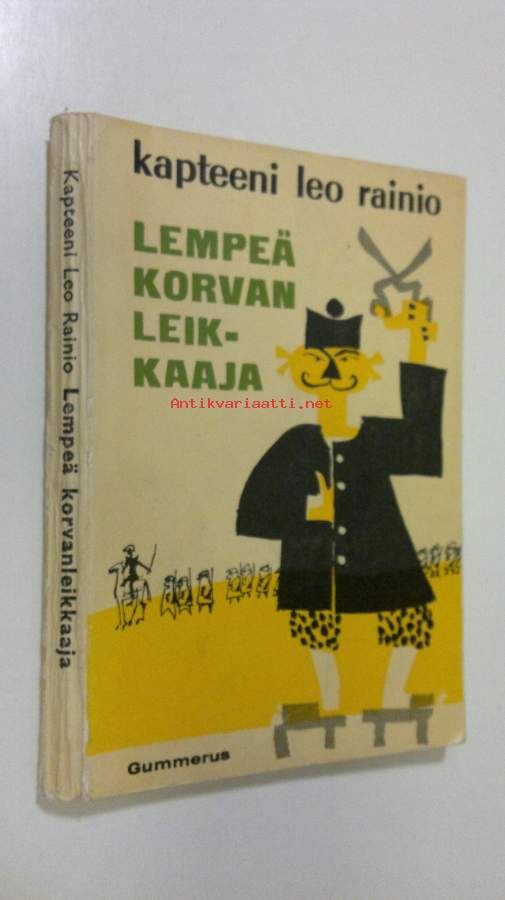 kapteeni leo rainio
LEMPEÄ
KORVAN
LEIK-
KAAJA
Antikvariaatti.net
Gummerus
Kapteeni Leo Rainio Lempeä korvanleikkaaja